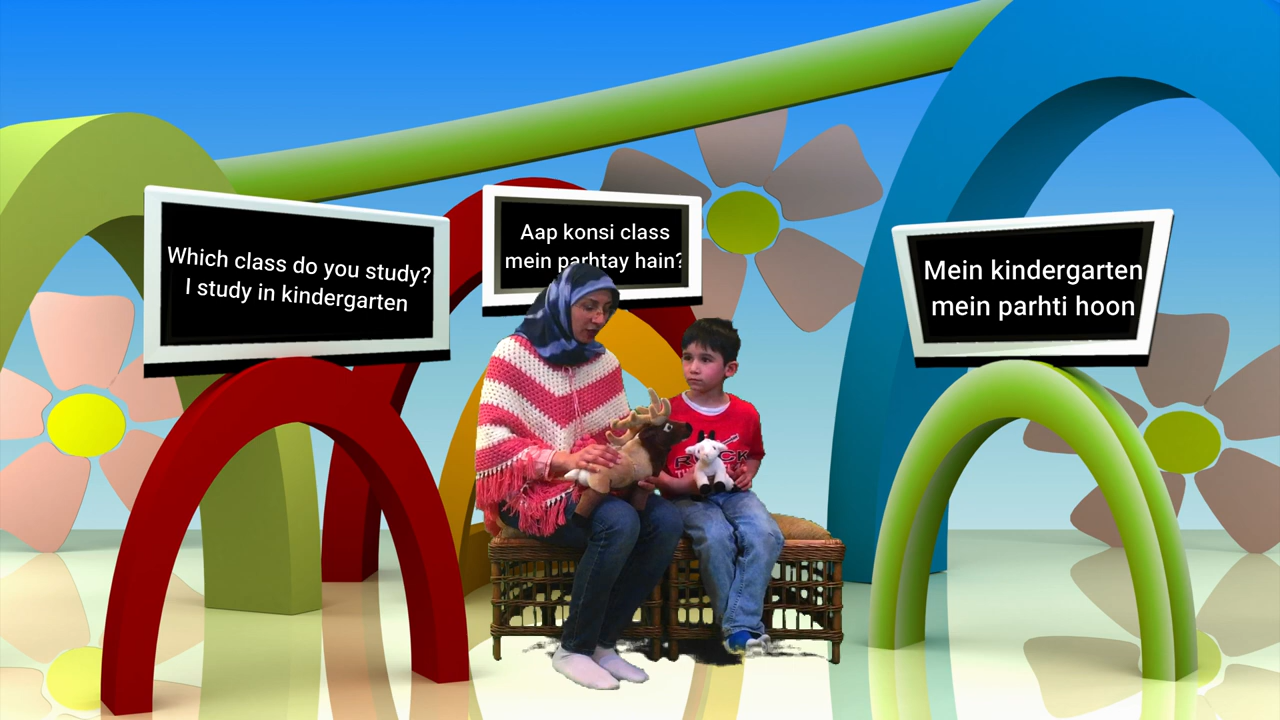 Which class do you study?
I study in kindergarten
Aap konsi class
mein parhtay hain?
Mein kindergarten
mein parhti hoon
ROCK